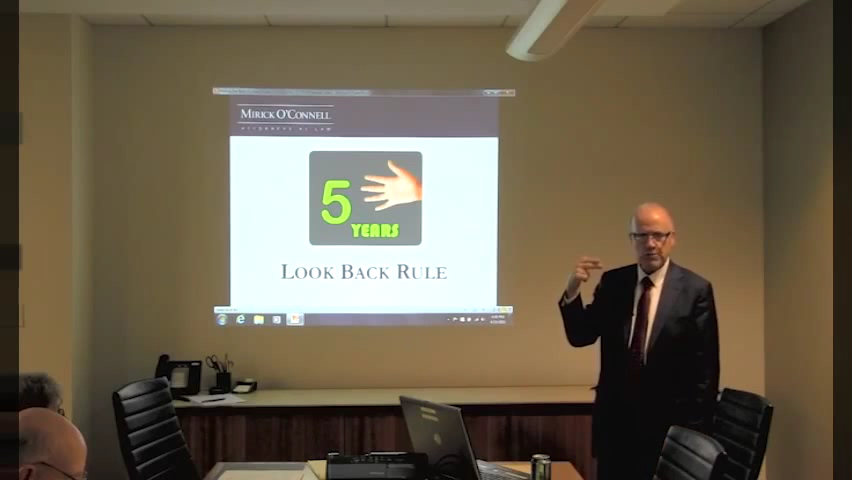 MIRICK O'CONNELL
ATTORNEYS AT LAW
5
YEARS
LOOK BACK RULE